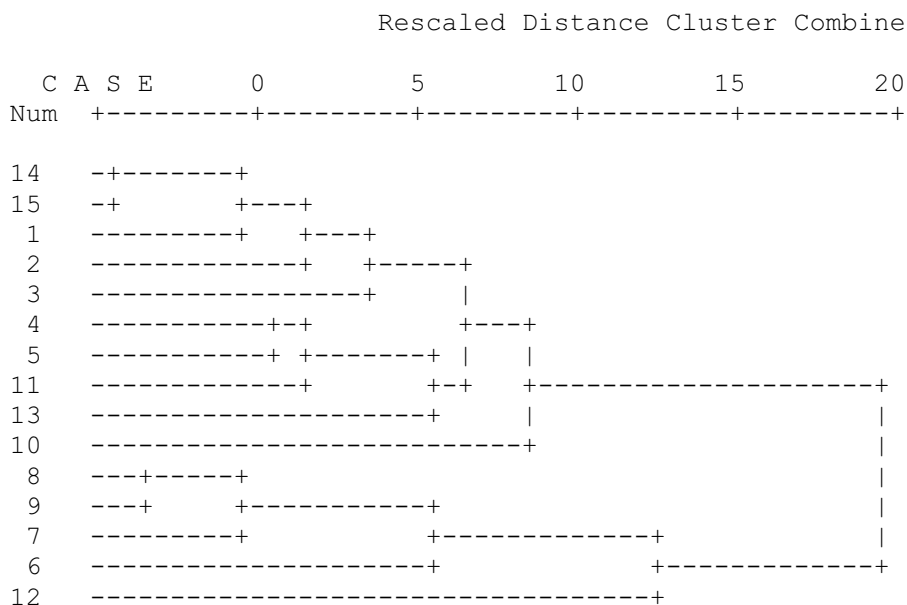 Rescaled Distance Cluster Combine
C A S E 0 5 10 15 20
Num +---------+---------+---------+---------+---------+
14 -+-------+
15 -+ +---+
1 ---------+ +---+
2 -------------+ +-----+
3 -----------------+ |
4 -----------+-+ +---+
5 -----------+ +-------+ | |
11 -------------+ +-+ +---------------------+
13 ---------------------+ | |
10 ---------------------------+ |
8 ---+-----+ |
9 ---+ +-----------+ |
7 ---------+ +-------------+ |
6 ---------------------+ +-------------+
12 -----------------------------------+